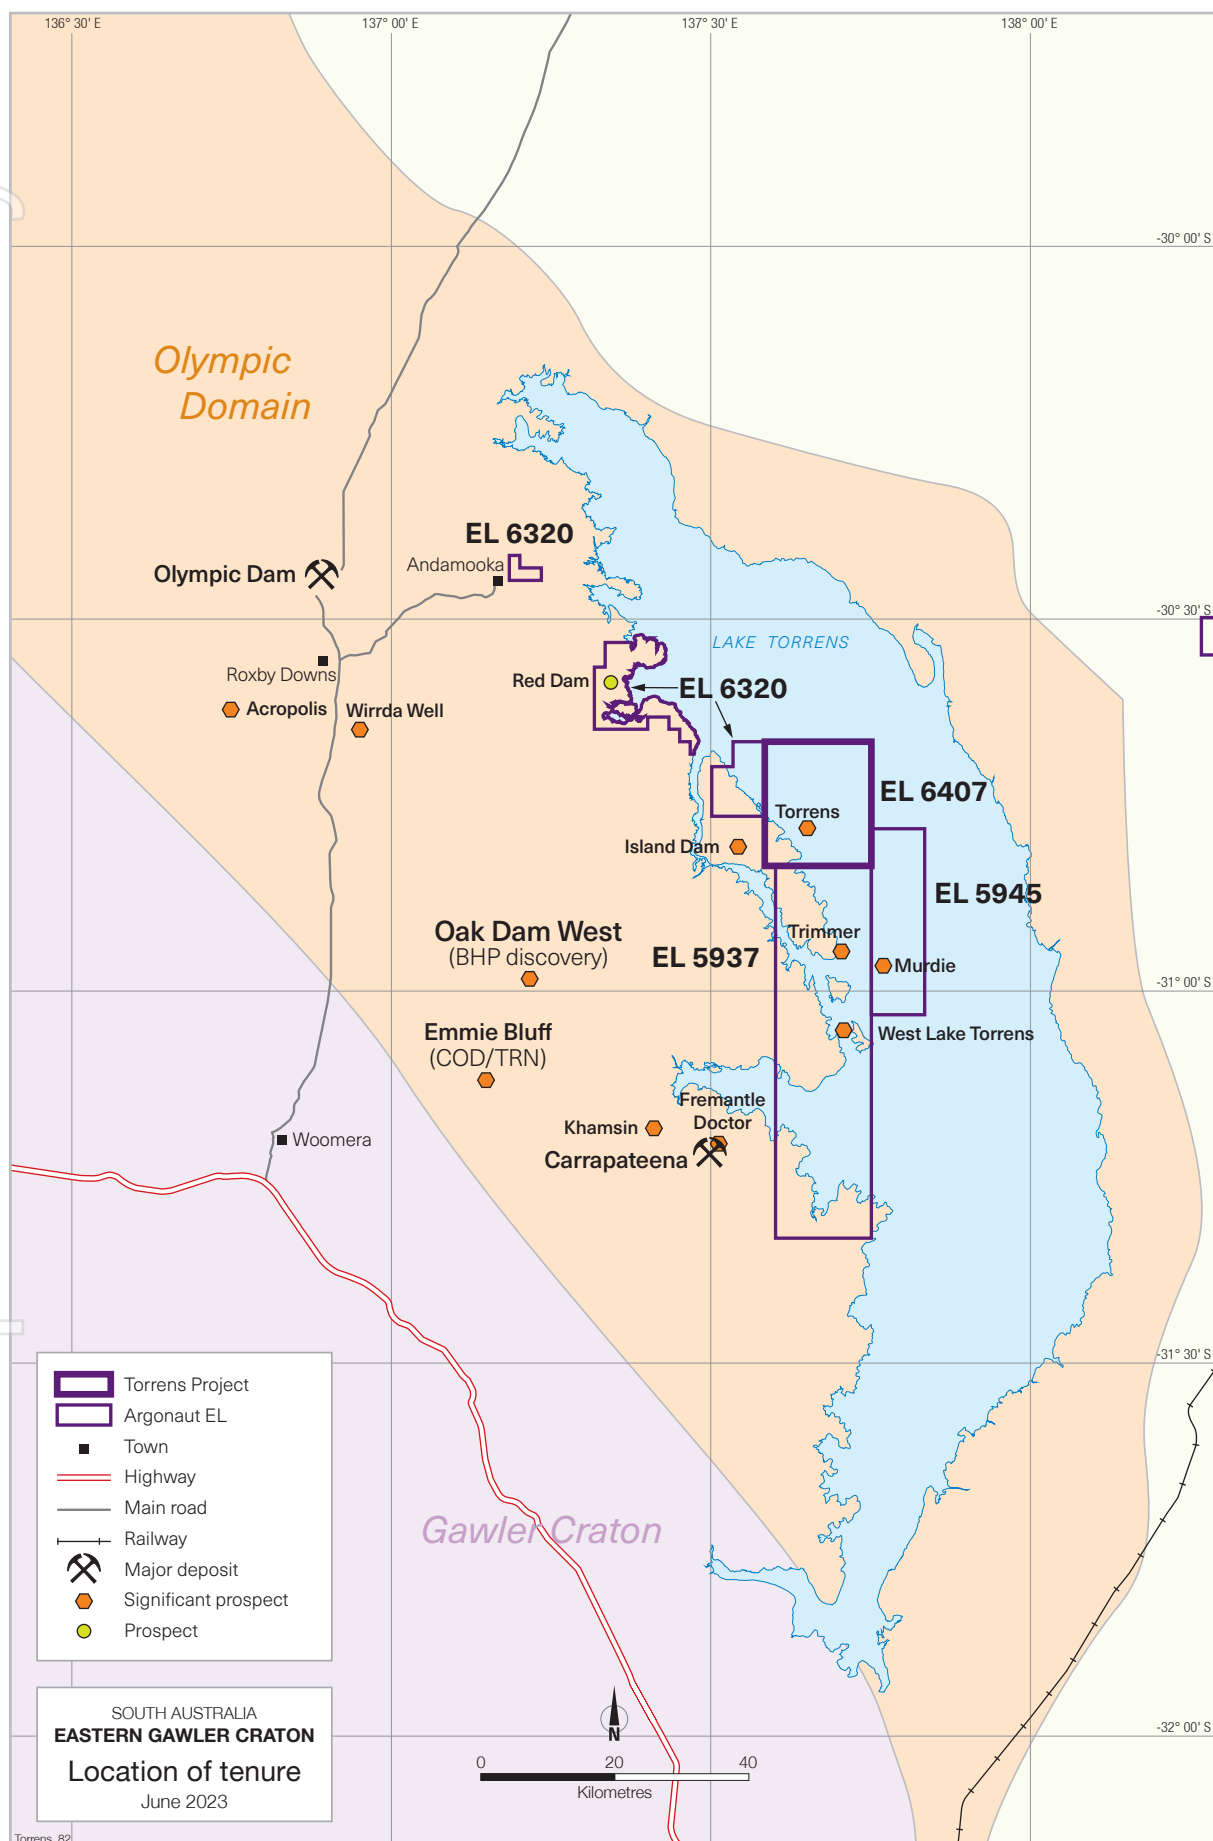 136° 30' E
137° 00' E
137° 30' E
138° 00' E
-30° 00' S
Olympic
Domain
EL 6320
Andamooka
Olympic Dam
-30° 30' S
LAKE TORRENS
Roxby Downs
Red Dam
EL 6320
Acropolis
Wirrda Well
EL 6407
Torrens
Island Dam
EL 5945
Trimmer
Oak Dam West
(BHP discovery)
EL 5937
Murdie
-31° 00' S
Emmie Bluff
(COD/TRN)
West Lake Torrens
Fremantle
Doctor
Khamsin
Woomera
Carrapateena
-31° 30' S
Torrens Project
Argonaut EL
Town
Highway
Main road
Railway
Major deposit
Significant prospect
Prospect
Gawler Craton
SOUTH AUSTRALIA
EASTERN GAWLER CRATON
Location of tenure
June 2023
N
0 20 40
Kilometres
-32° 00' S
Torrens_82